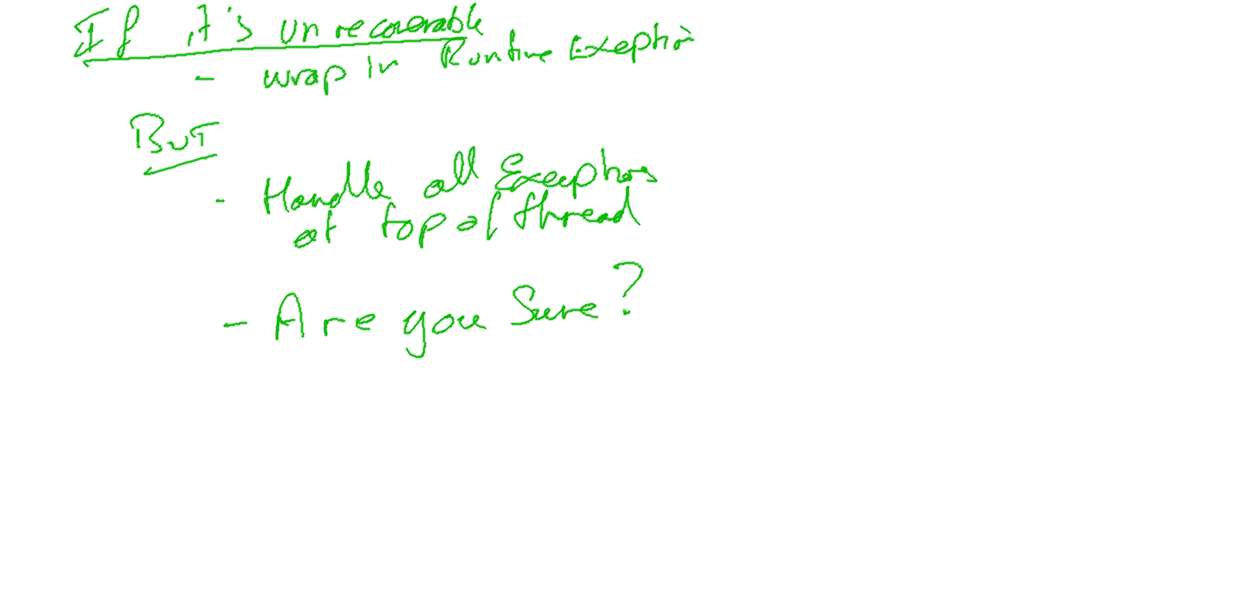 If it's unrecoverable
- wrap in Runtime Exception
BUT
- Handle all Exceptions
at top of thread
- Are you Sure?